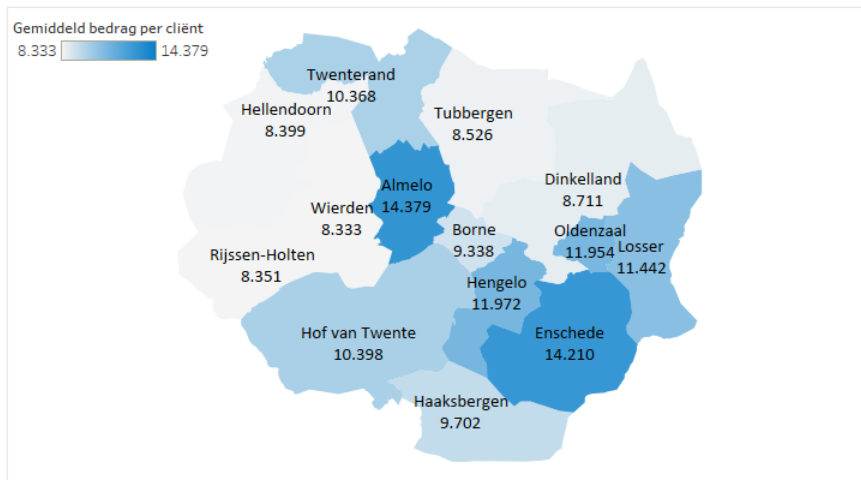 Gemiddeld bedrag per cliënt
8.333 14.379
Twenterand
10.368
Hellendoorn
8.399
Tubbergen
8.526
Almelo
14.379
Dinkelland
8.711
Wierden
8.333
Borne
9.338
Oldenzaal
11.954
Losser
11.442
Rijssen-Holten
8.351
Hengelo
11.972
Hof van Twente
10.398
Enschede
14.210
Haaksbergen
9.702